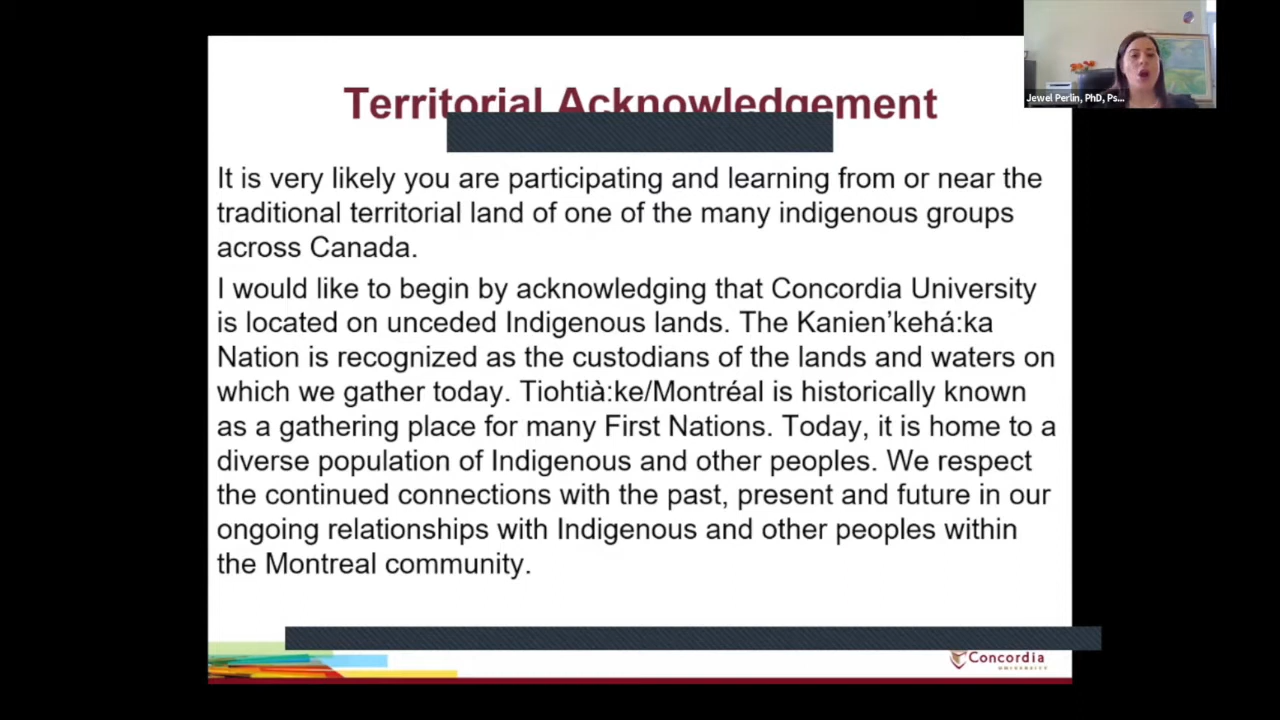 Territorial Acknowledgement
Jewel Perlin, PhD, Ps...
It is very likely you are participating and learning from or near the
traditional territorial land of one of the many indigenous groups
across Canada.
I would like to begin by acknowledging that Concordia University
is located on unceded Indigenous lands. The Kanien’kehá:ka
Nation is recognized as the custodians of the lands and waters on
which we gather today. Tiohtià:ke/Montréal is historically known
as a gathering place for many First Nations. Today, it is home to a
diverse population of Indigenous and other peoples. We respect
the continued connections with the past, present and future in our
ongoing relationships with Indigenous and other peoples within
the Montreal community.
Concordia
UNIVERSITY